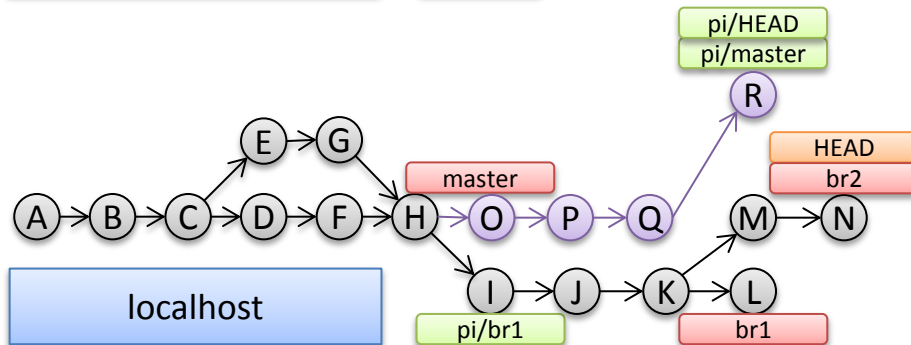 pi/HEAD
pi/master
R
E G
HEAD
master
br2
A B C D F H O P Q M N
localhost
I J K L
pi/br1
br1